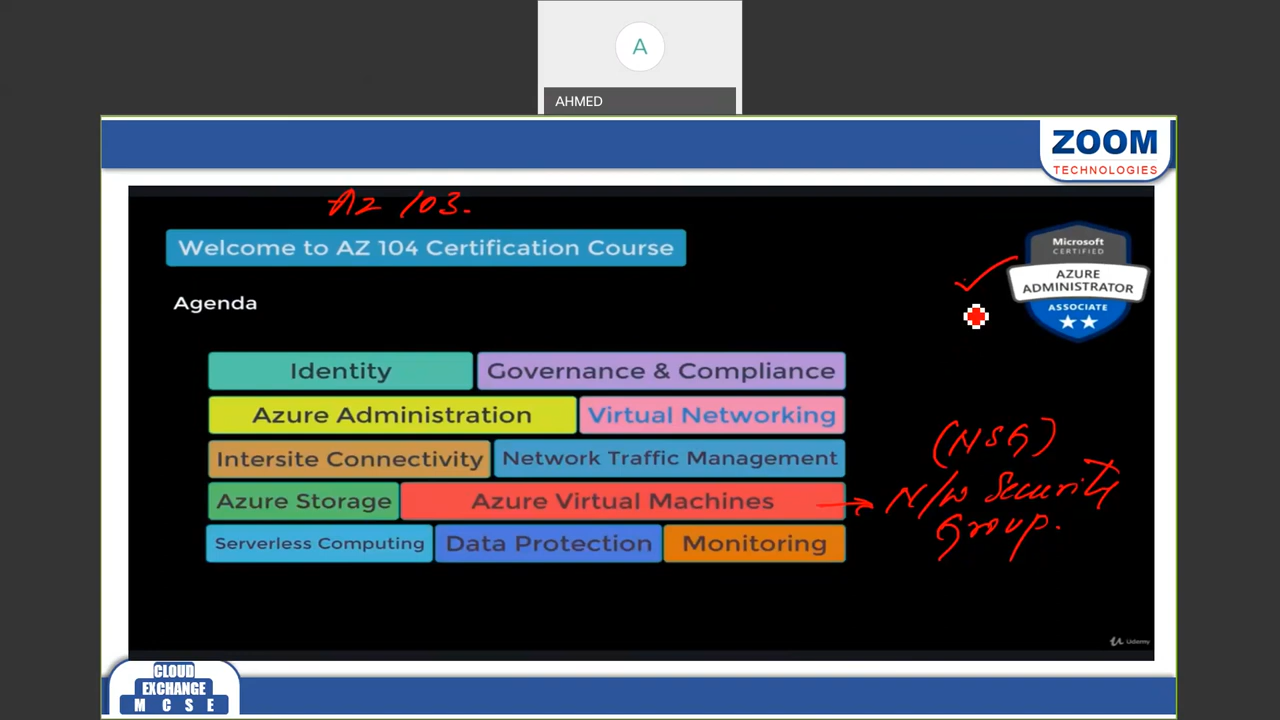 A
AHMED
ZOOM
TECHNOLOGIES
AZ 103.
Welcome to AZ 104 Certification Course
Microsoft
CERTIFIED
AZURE
ADMINISTRATOR
ASSOCIATE
Agenda
Identity Governance & Compliance
Azure Administration Virtual Networking
Intersite Connectivity Network Traffic Management
Azure Storage Azure Virtual Machines
Serverless Computing Data Protection Monitoring
(NSG)
N/W Security
Group.
Udemy
CLOUD
EXCHANGE
M C S E